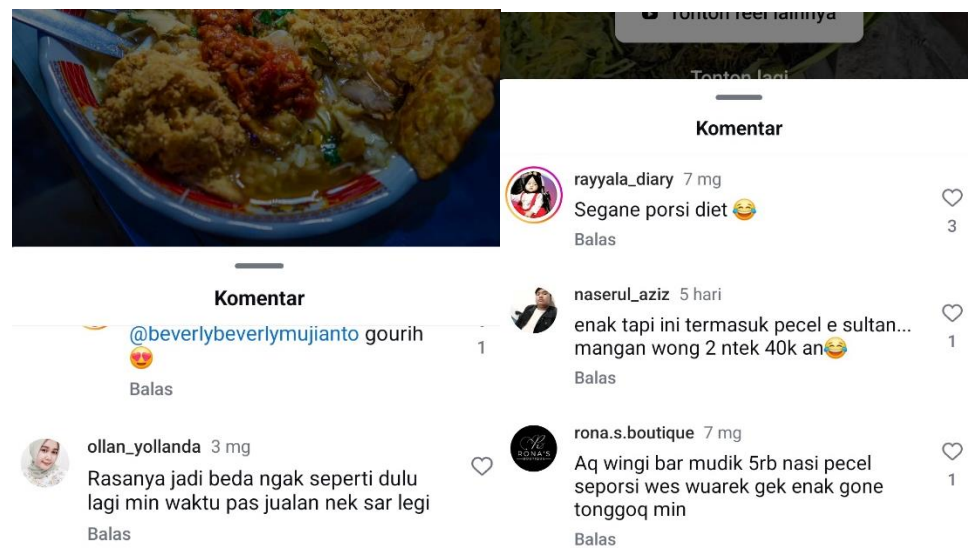 Komentar
@beverlybeverlymujianto gourih
😍
1
Balas
ollan_yollanda 3 mg
Rasanya jadi beda ngak seperti dulu
lagi min waktu pas jualan nek sar legi
Balas
Tonton reel lainnya
Tonton lagi
Komentar
rayyala_diary 7 mg
Segane porsi diet 😂
3
Balas
naserul_aziz 5 hari
enak tapi ini termasuk pecel e sultan...
mangan wong 2 ntek 40k an😂
1
Balas
RONA'S
rona.s.boutique 7 mg
Aq wingi bar mudik 5rb nasi pecel
seporsi wes wuarek gek enak gone
tonggoq min
1
Balas